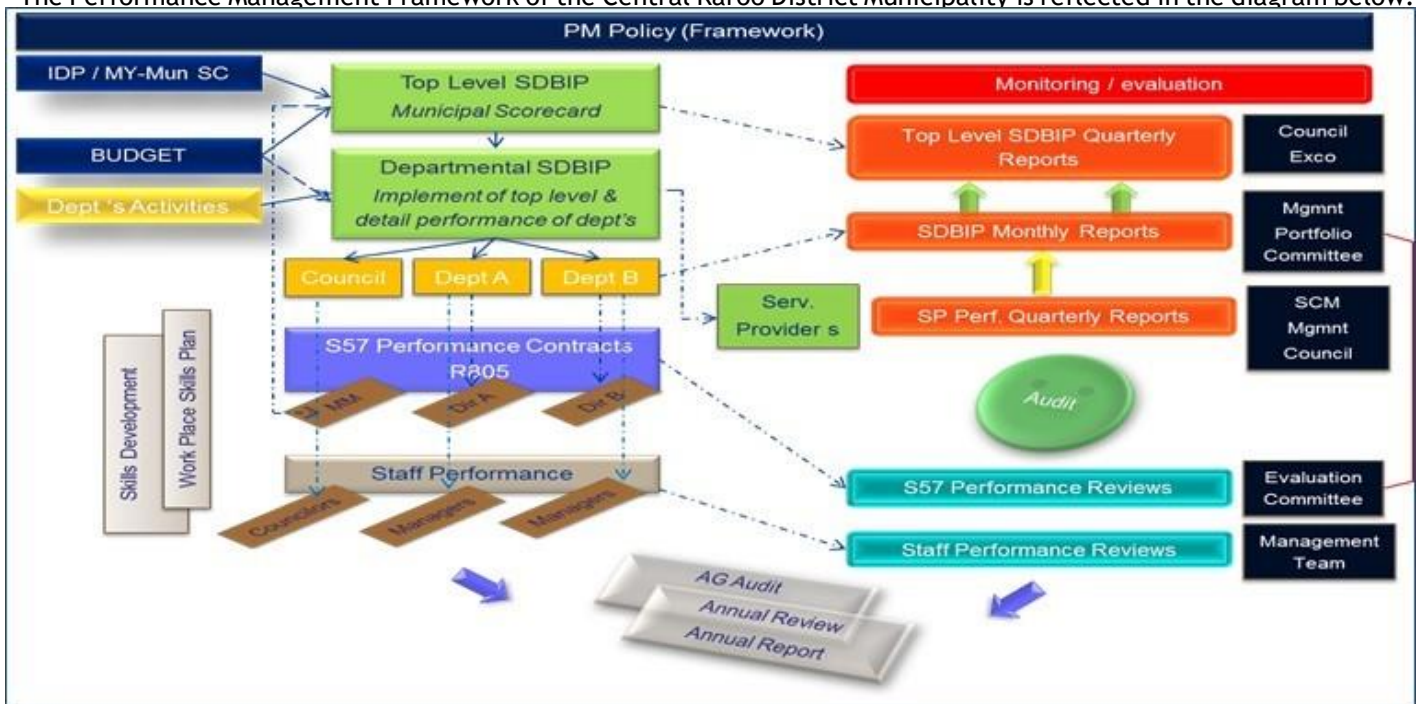 The Performance Management Framework of the Central Karoo District Municipality is reflected in the diagram below.
PM Policy (Framework)
IDP / MY-Mun SC
BUDGET
Dept 's Activities
Top Level SDBIP
Municipal Scorecard
Departmental SDBIP
Implement of top level &
detail performance of dept's
Council
Dept A
Dept B
Serv.
Provider s
S57 Performance Contracts
R805
MM
Dir A
Dir B
Staff Performance
Councilors
Managers
Managers
Skills Development
Work Place Skills Plan
Monitoring / evaluation
Top Level SDBIP Quarterly
Reports
Council
Exco
SDBIP Monthly Reports
Mgmnt
Portfolio
Committee
SP Perf. Quarterly Reports
SCM
Mgmnt
Council
Audit
S57 Performance Reviews
Evaluation
Committee
Staff Performance Reviews
Management
Team
AG Audit
Annual Review
Annual Report